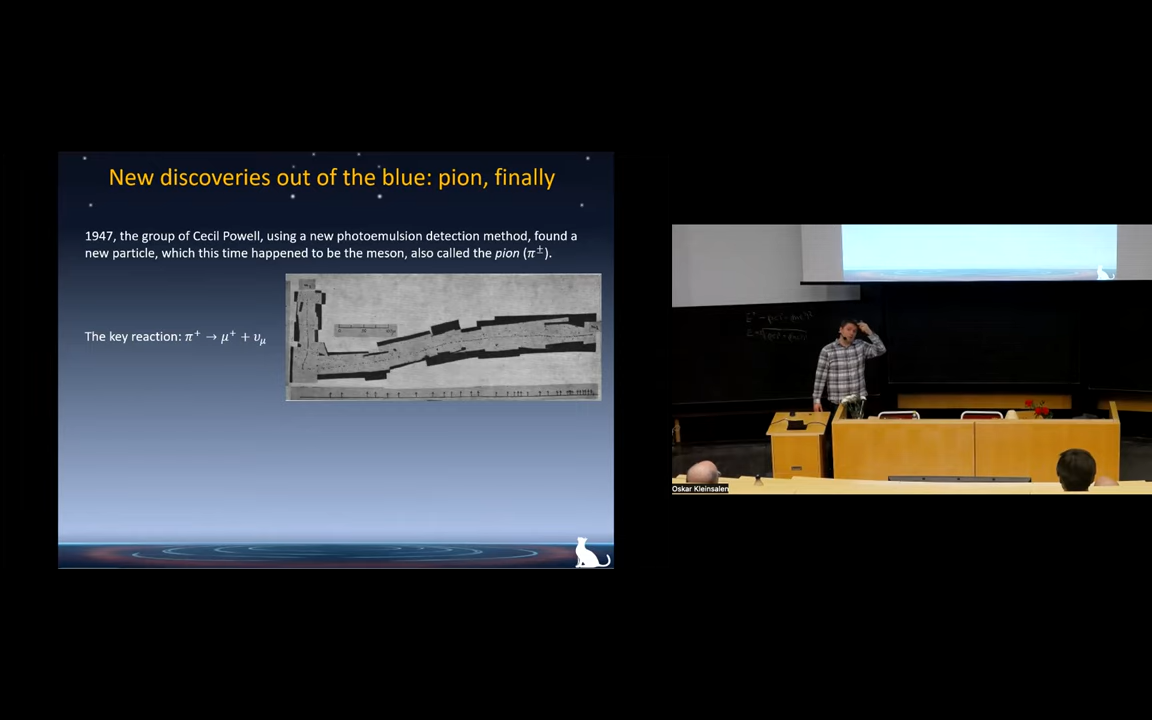 New discoveries out of the blue: pion, finally
1947, the group of Cecil Powell, using a new photoemulsion detection method, found a
new particle, which this time happened to be the meson, also called the pion (π±).
The key reaction: π⁺ → μ⁺ + υμ
Oskar Kleinsalen